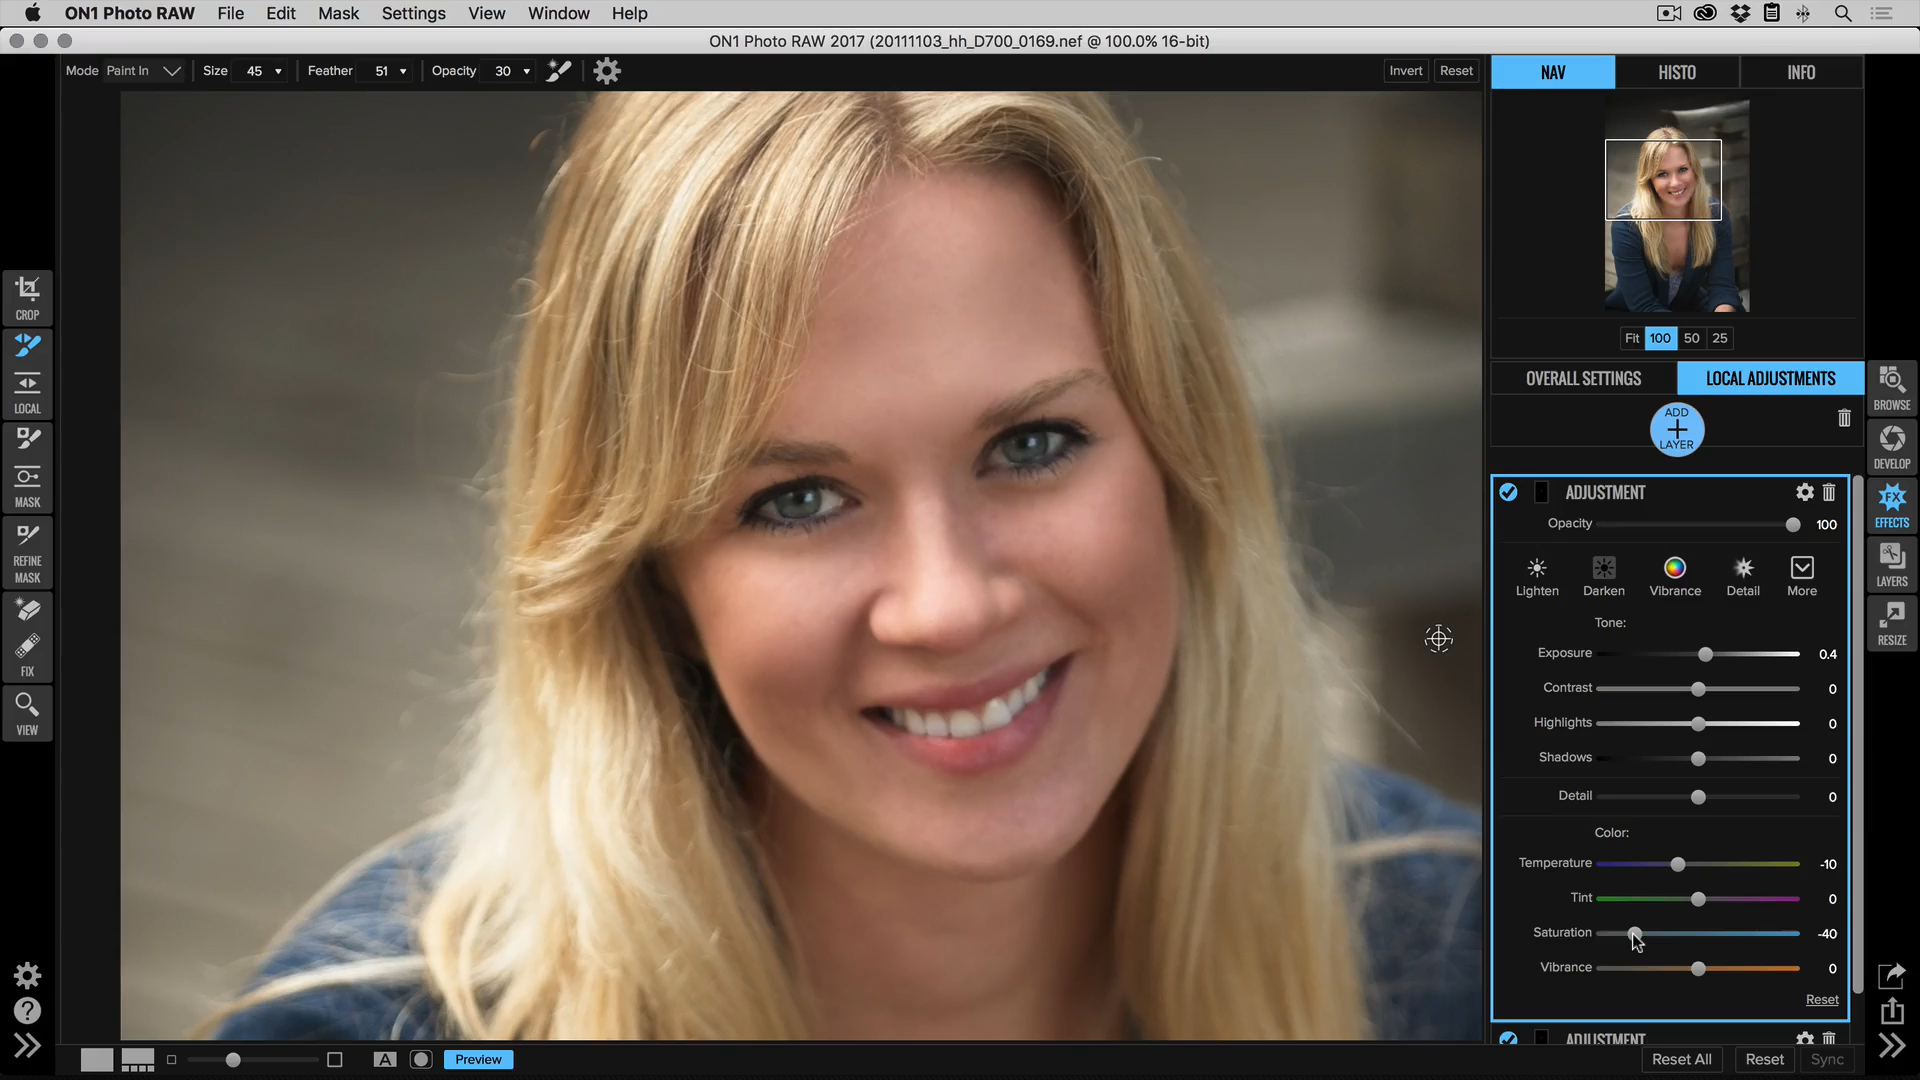 ON1 Photo RAW File Edit Mask Settings View Window Help
ON1 Photo RAW 2017 (20111103_hh_D700_0169.nef @ 100.0% 16-bit)
Mode Paint In Size 45 Feather 51 Opacity 30 Invert Reset
NAV HISTO INFO
CROP
LOCAL
MASK
REFINE
MASK
FIX
VIEW
Fit 100 50 25
OVERALL SETTINGS LOCAL ADJUSTMENTS
ADD
LAYER
ADJUSTMENT
Opacity 100
Lighten Darken Vibrance Detail More
Tone:
Exposure 0.4
Contrast 0
Highlights 0
Shadows 0
Detail 0
Color:
Temperature -10
Tint 0
Saturation -40
Vibrance 0
Reset
ADJUSTMENT
BROWSE
DEVELOP
FX
EFFECTS
LAYERS
RESIZE
A Preview Reset All Reset Sync